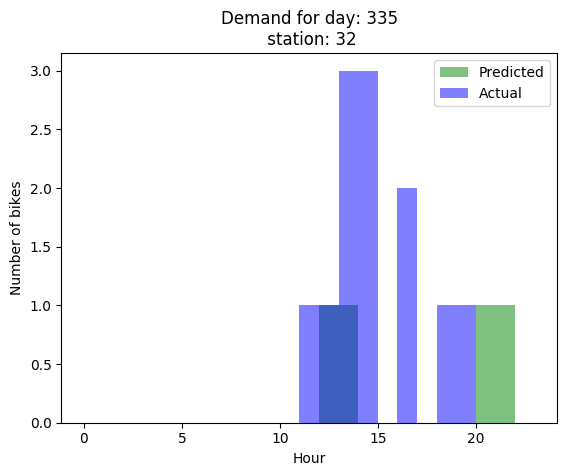 Demand for day: 335
station: 32
Predicted
Actual
Number of bikes
3.0
2.5
2.0
1.5
1.0
0.5
0.0
0
5
10
15
20
Hour